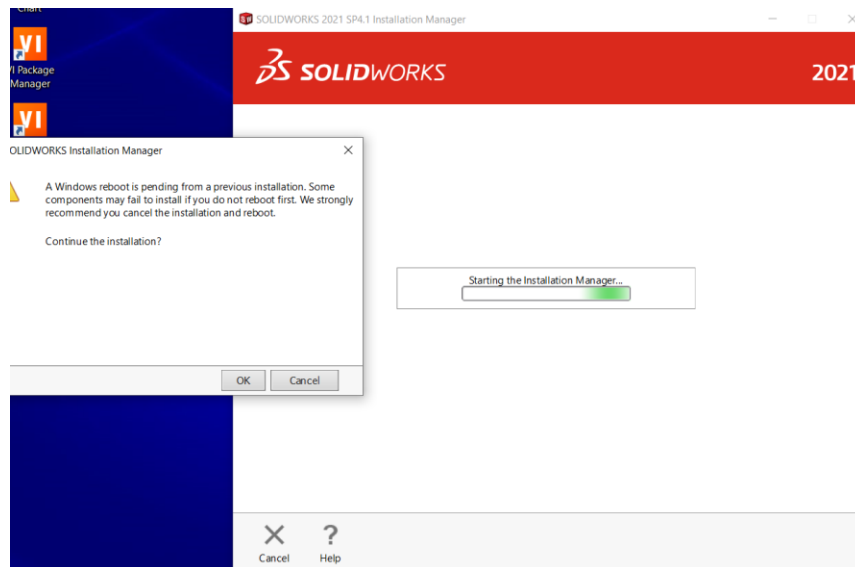 Chart
SOLIDWORKS 2021 SP4.1 Installation Manager
VI
VI Package
Manager
SOLIDWORKS
2021
VI
OLIDWORKS Installation Manager
A Windows reboot is pending from a previous installation. Some
components may fail to install if you do not reboot first. We strongly
recommend you cancel the installation and reboot.
Continue the installation?
Starting the Installation Manager...
OK
Cancel
Cancel
Help